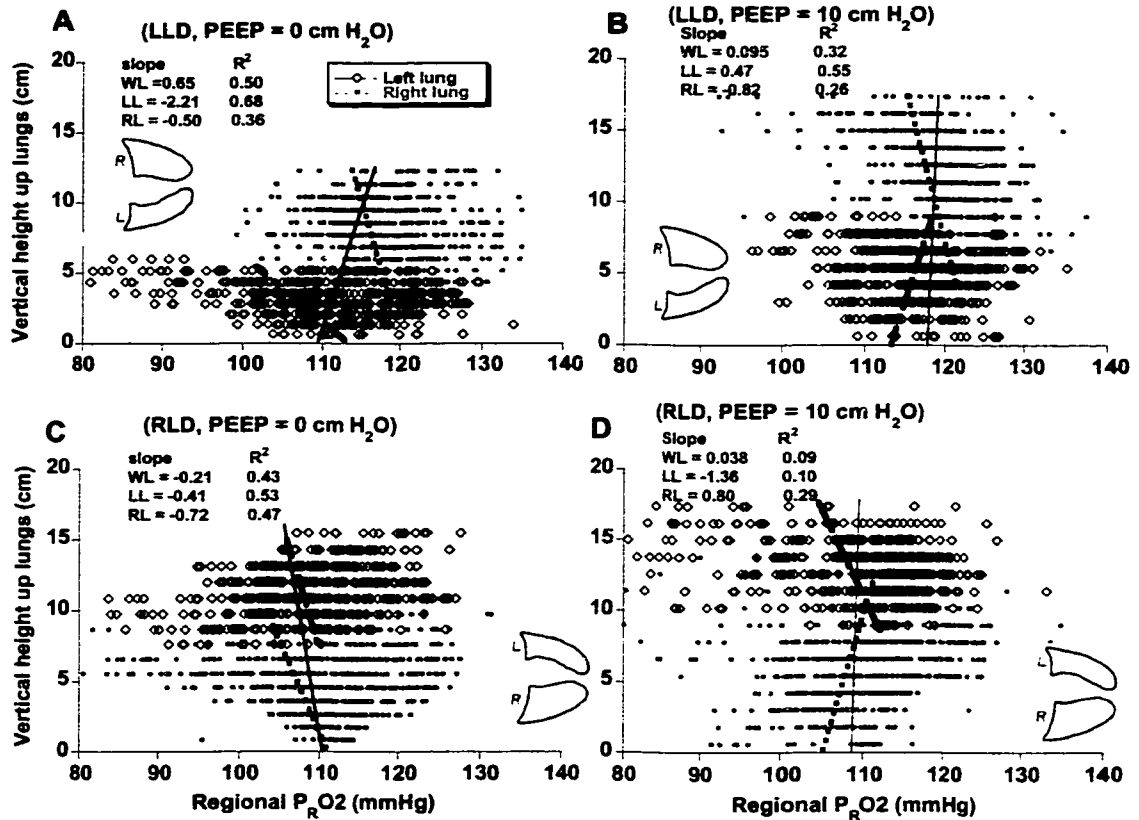 A
(LLD, PEEP = 0 cm H2O)
slope R2
WL =0.65 0.50
LL = -2.21 0.68
RL = -0.50 0.36
Left lung
Right lung
R
L
Vertical height up lungs (cm)
20
15
10
5
0
80 90 100 110 120 130 140
B
(LLD, PEEP = 10 cm H2O)
Slope R2
WL = 0.095 0.32
LL = 0.47 0.55
RL = -0.82 0.26
R
L
20
15
10
5
0
80 90 100 110 120 130 140
C
(RLD, PEEP = 0 cm H2O)
slope R2
WL = -0.21 0.43
LL = -0.41 0.53
RL = -0.72 0.47
L
R
Vertical height up lungs (cm)
20
15
10
5
0
80 90 100 110 120 130 140
Regional PRO2 (mmHg)
D
(RLD, PEEP = 10 cm H2O)
Slope R2
WL = 0.038 0.09
LL = -1.36 0.10
RL = 0.80 0.29
L
R
20
15
10
5
0
80 90 100 110 120 130 140
Regional PRO2 (mmHg)